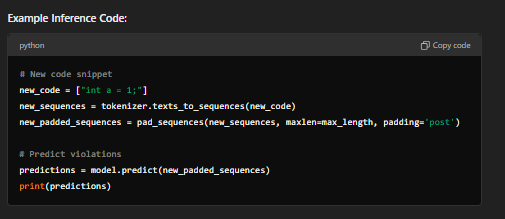 Example Inference Code:
python
Copy code
# New code snippet
new_code = ["int a = 1;"]
new_sequences = tokenizer.texts_to_sequences(new_code)
new_padded_sequences = pad_sequences(new_sequences, maxlen=max_length, padding='post')
# Predict violations
predictions = model.predict(new_padded_sequences)
print(predictions)